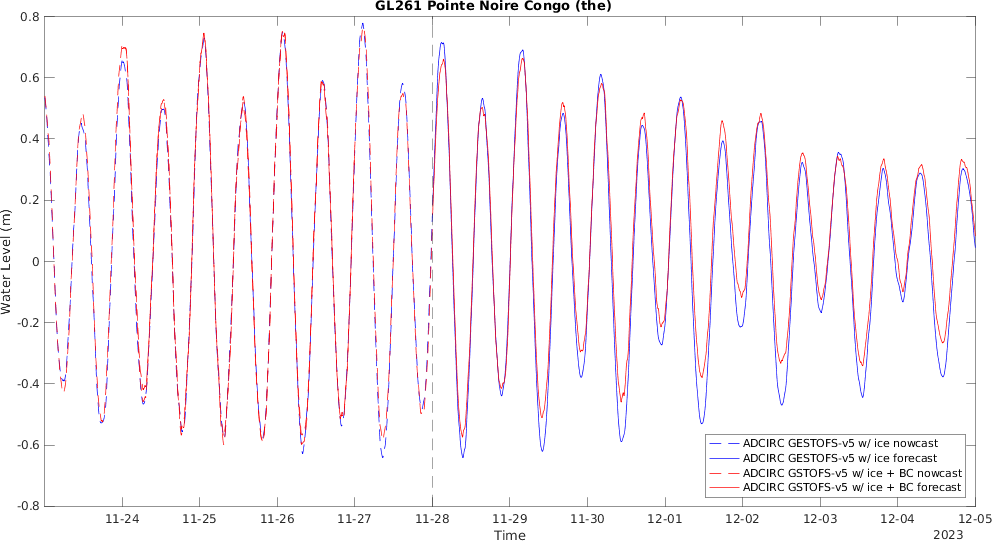 GL261 Pointe Noire Congo (the)
0.8
0.6
0.4
0.2
0
-0.2
-0.4
-0.6
-0.8
Water Level (m)
ADCIRC GESTOFS-v5 w/ ice nowcast
ADCIRC GESTOFS-v5 w/ ice forecast
ADCIRC GSTOFS-v5 w/ ice + BC nowcast
ADCIRC GSTOFS-v5 w/ ice + BC forecast
11-24 11-25 11-26 11-27 11-28 11-29 11-30 12-01 12-02 12-03 12-04 12-05
Time
2023